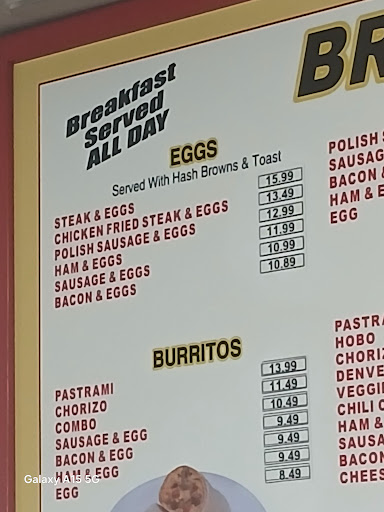 Breakfast
Served
ALL DAY
BR
EGGS
Served With Hash Browns & Toast
STEAK & EGGS 15.99
CHICKEN FRIED STEAK & EGGS 13.49
POLISH SAUSAGE & EGGS 12.99
HAM & EGGS 11.99
SAUSAGE & EGGS 10.99
BACON & EGGS 10.89
BURRITOS
PASTRAMI 13.99
CHORIZO 11.49
COMBO 10.49
SAUSAGE & EGG 9.49
BACON & EGG 9.49
HAM & EGG 9.49
EGG 8.49
POLISH
SAUSAG
BACON &
HAM & E
EGG
PASTRA
HOBO
CHORIZ
DENVE
VEGGI
CHILI C
HAM &
SAUSA
BACON
CHEES
Galaxy A15 5G